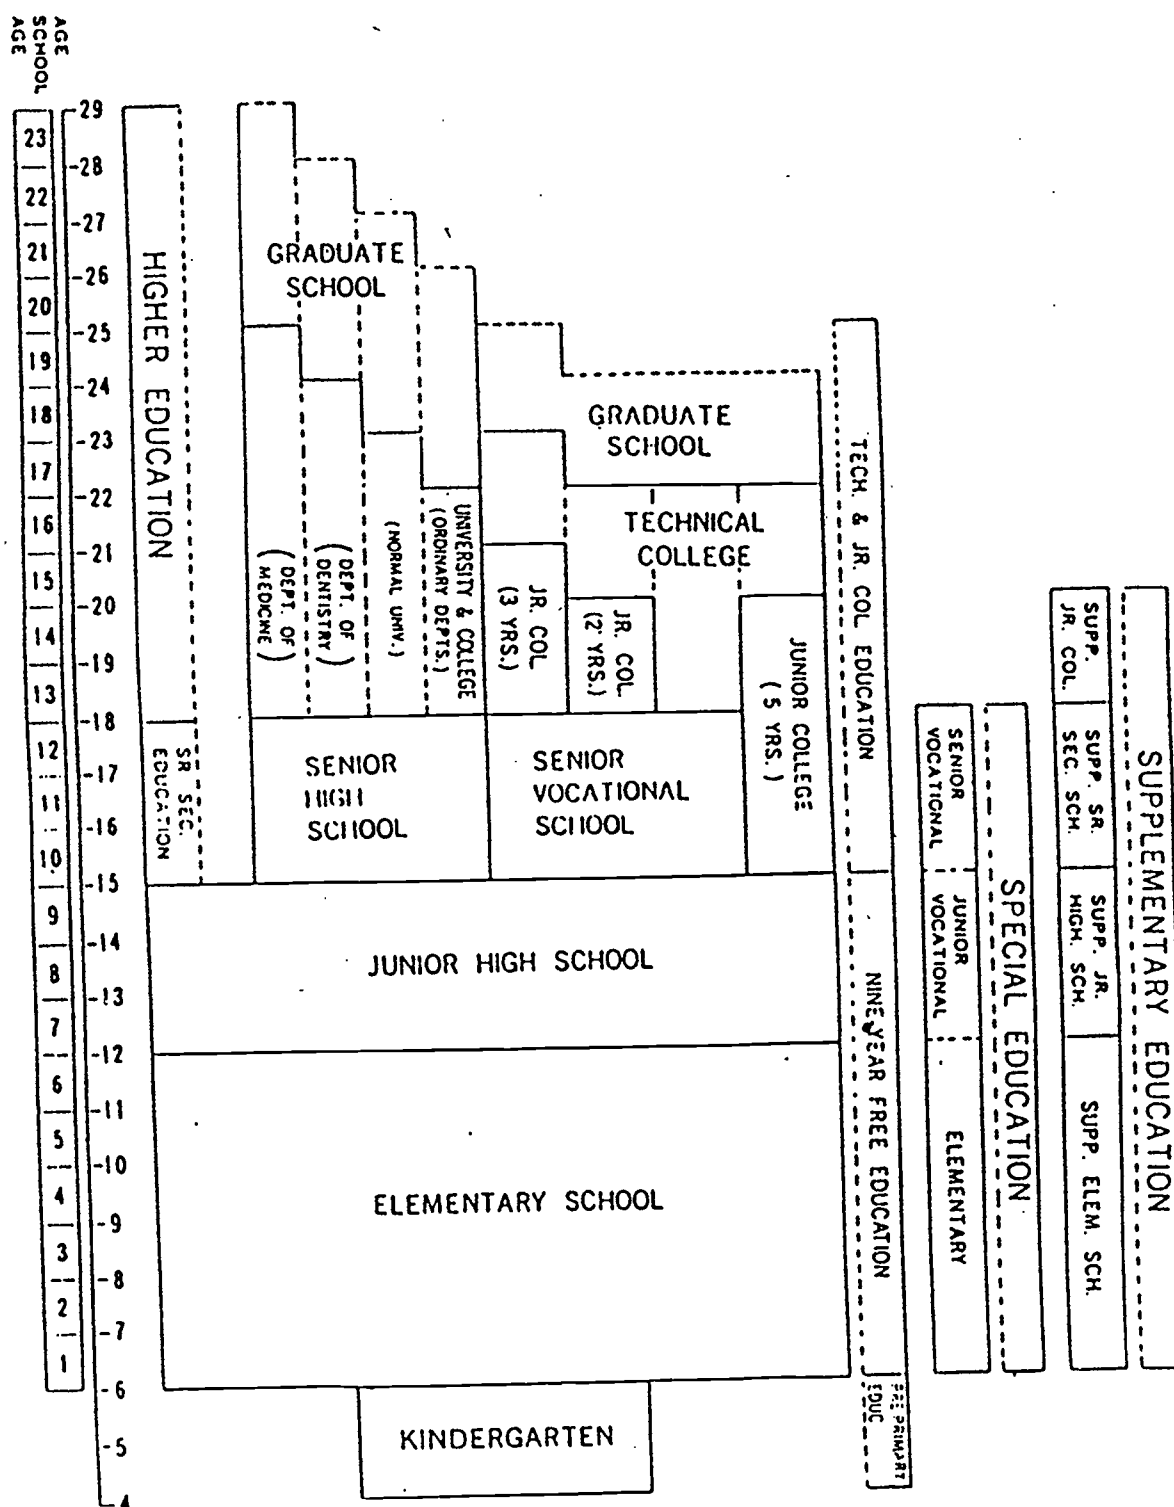 AGE
SCHOOL
AGE
29
28
27
26
25
24
23
22
21
20
19
18
17
16
15
14
13
12
11
10
9
8
7
6
5
4
23
22
21
20
19
18
17
16
15
14
13
12
11
10
9
8
7
6
5
4
3
2
1
HIGHER EDUCATION
SR. SEC.
EDUCATION
GRADUATE
SCHOOL
(DEPT. OF
MEDICINE)
(DEPT. OF
DENTISTRY)
(NORMAL UNIV.)
UNIVERSITY & COLLEGE
(ORDINARY DEPTS.)
GRADUATE
SCHOOL
TECHNICAL
COLLEGE
JR. COL
(3 YRS.)
JR. COL.
(2 YRS.)
JUNIOR COLLEGE
(5 YRS.)
SENIOR
HIGH
SCHOOL
SENIOR
VOCATIONAL
SCHOOL
JUNIOR HIGH SCHOOL
ELEMENTARY SCHOOL
KINDERGARTEN
TECH. & JR. COL EDUCATION
NINE YEAR FREE EDUCATION
PRE PRIMARY
EDUC
SENIOR
VOCATIONAL
JUNIOR
VOCATIONAL
ELEMENTARY
SPECIAL EDUCATION
SUPP.
JR. COL.
SUPP. SR.
SEC. SCH.
SUPP. JR.
HIGH. SCH.
SUPP. ELEM. SCH.
SUPPLEMENTARY EDUCATION